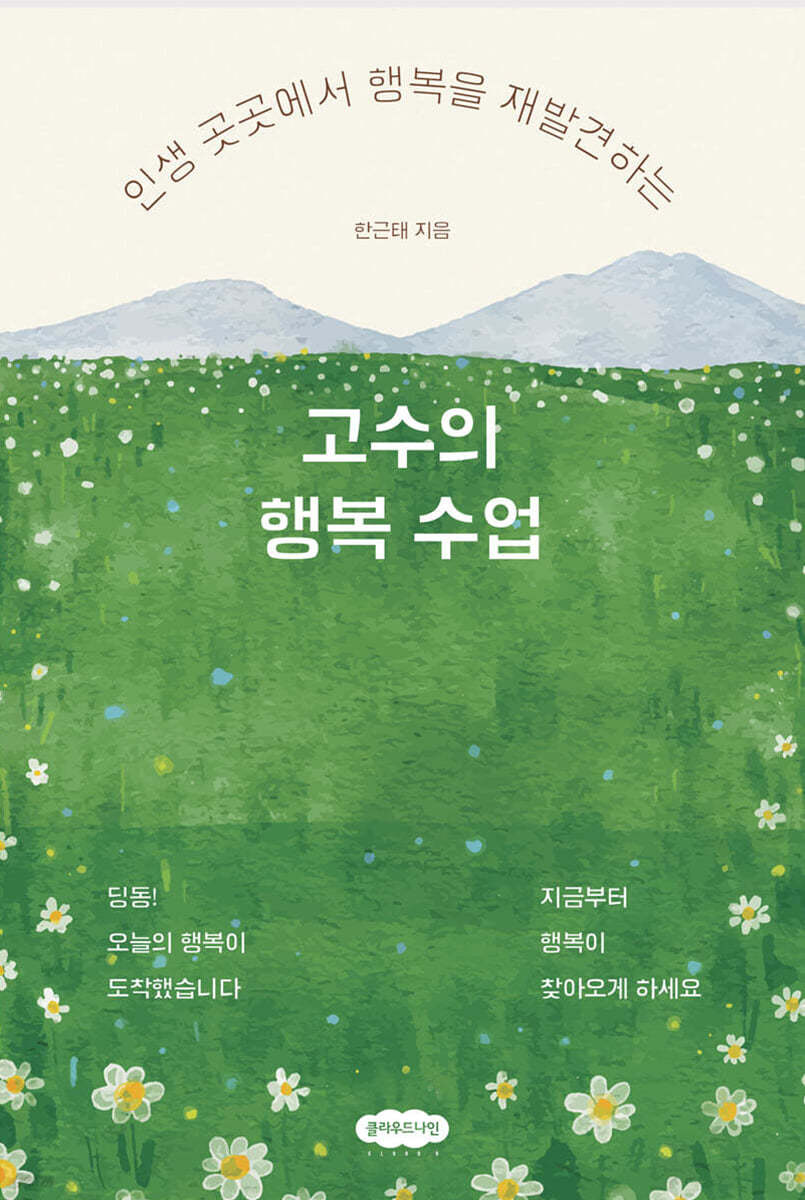 인생 곳곳에서 행복을 재발견하는
한근태 지음
고수의
행복 수업
딩동!
오늘의 행복이
도착했습니다
지금부터
행복이
찾아오게 하세요
클라우드나인